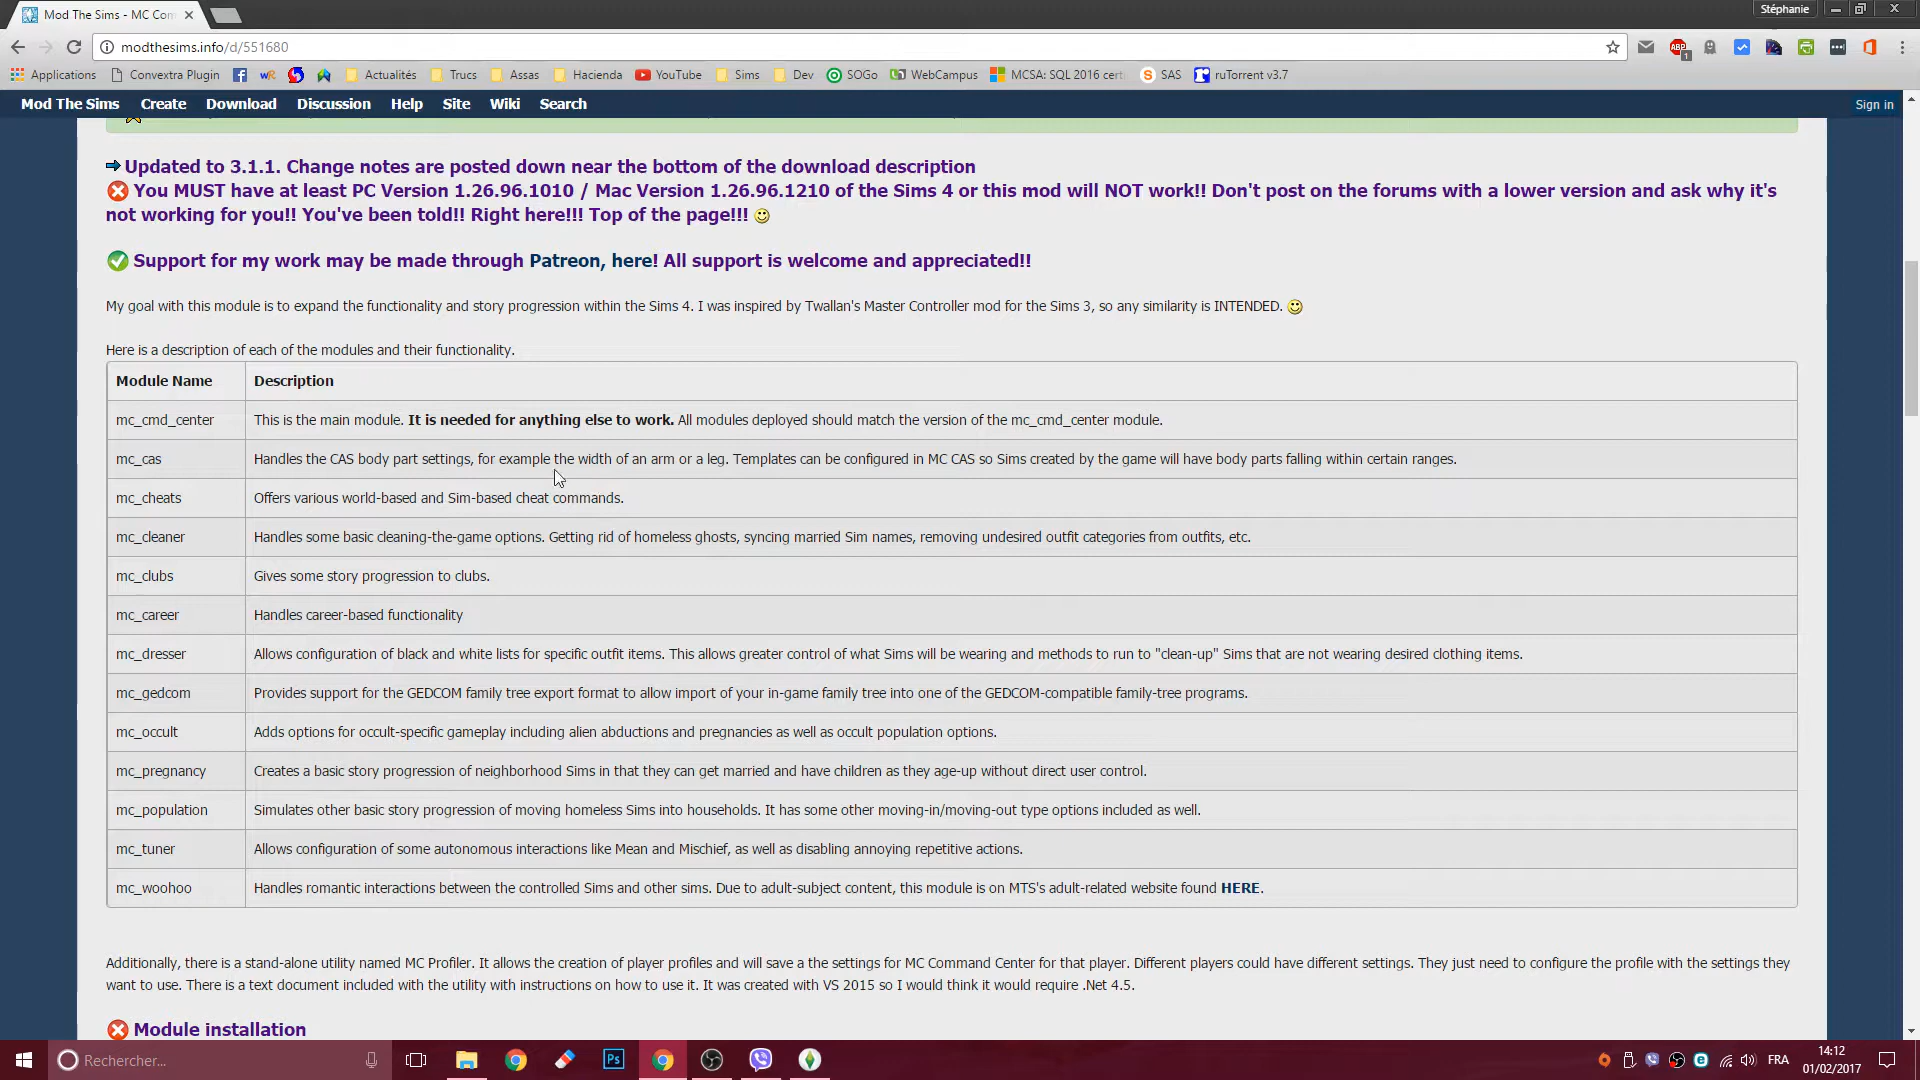 Mod The Sims - MC Con
Stéphanie
modthesims.info/d/551680
Applications Convextra Plugin Actualités Trucs Assas Hacienda YouTube Sims Dev SOGo WebCampus MCSA: SQL 2016 cert SAS ruTorrent v3.7
Mod The Sims Create Download Discussion Help Site Wiki Search Sign in
Updated to 3.1.1. Change notes are posted down near the bottom of the download description
You MUST have at least PC Version 1.26.96.1010 / Mac Version 1.26.96.1210 of the Sims 4 or this mod will NOT work!! Don't post on the forums with a lower version and ask why it's
not working for you!! You've been told!! Right here!!! Top of the page!!!
Support for my work may be made through Patreon, here! All support is welcome and appreciated!!
My goal with this module is to expand the functionality and story progression within the Sims 4. I was inspired by Twallan's Master Controller mod for the Sims 3, so any similarity is INTENDED.
Here is a description of each of the modules and their functionality.
Module Name Description
mc_cmd_center This is the main module. It is needed for anything else to work. All modules deployed should match the version of the mc_cmd_center module.
mc_cas Handles the CAS body part settings, for example the width of an arm or a leg. Templates can be configured in MC CAS so Sims created by the game will have body parts falling within certain ranges.
mc_cheats Offers various world-based and Sim-based cheat commands.
mc_cleaner Handles some basic cleaning-the-game options. Getting rid of homeless ghosts, syncing married Sim names, removing undesired outfit categories from outfits, etc.
mc_clubs Gives some story progression to clubs.
mc_career Handles career-based functionality
mc_dresser Allows configuration of black and white lists for specific outfit items. This allows greater control of what Sims will be wearing and methods to run to "clean-up" Sims that are not wearing desired clothing items.
mc_gedcom Provides support for the GEDCOM family tree export format to allow import of your in-game family tree into one of the GEDCOM-compatible family-tree programs.
mc_occult Adds options for occult-specific gameplay including alien abductions and pregnancies as well as occult population options.
mc_pregnancy Creates a basic story progression of neighborhood Sims in that they can get married and have children as they age-up without direct user control.
mc_population Simulates other basic story progression of moving homeless Sims into households. It has some other moving-in/moving-out type options included as well.
mc_tuner Allows configuration of some autonomous interactions like Mean and Mischief, as well as disabling annoying repetitive actions.
mc_woohoo Handles romantic interactions between the controlled Sims and other sims. Due to adult-subject content, this module is on MTS's adult-related website found HERE.
Additionally, there is a stand-alone utility named MC Profiler. It allows the creation of player profiles and will save a the settings for MC Command Center for that player. Different players could have different settings. They just need to configure the profile with the settings they
want to use. There is a text document included with the utility with instructions on how to use it. It was created with VS 2015 so I would think it would require .Net 4.5.
Module installation
Rechercher... Ps FRA 14:12
01/02/2017